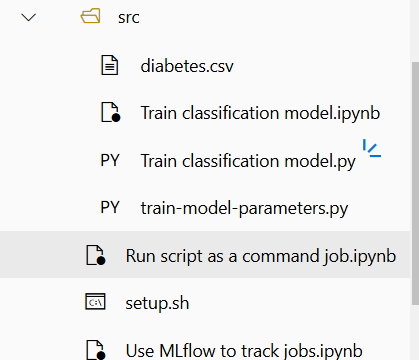 src
diabetes.csv
Train classification model.ipynb
PY Train classification model.py
PY train-model-parameters.py
Run script as a command job.ipynb
C:\ setup.sh
Use MLflow to track jobs.ipynb